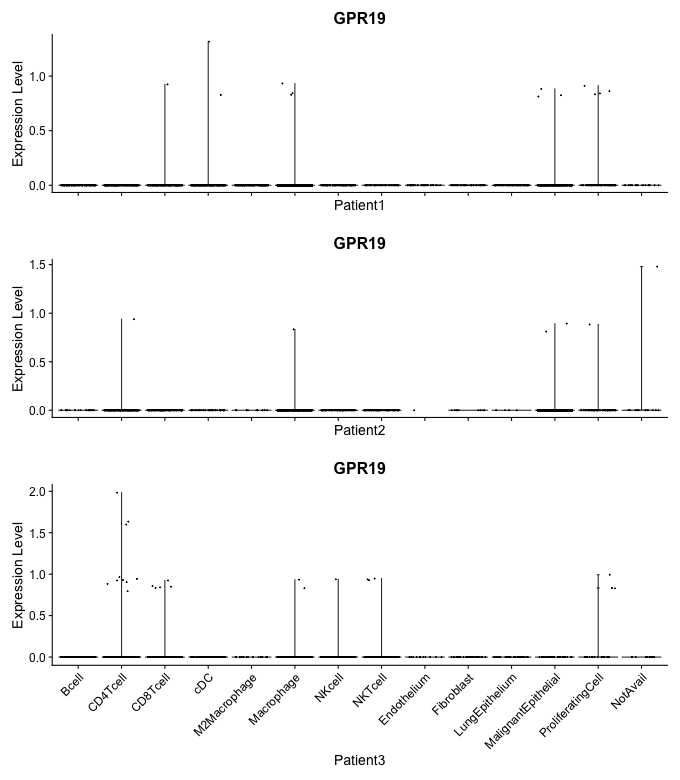 GPR19
Expression Level
1.0
0.5
0.0
Patient1
GPR19
Expression Level
1.5
1.0
0.5
0.0
Patient2
GPR19
Expression Level
2.0
1.5
1.0
0.5
0.0
Bcell
CD4Tcell
CD8Tcell
cDC
M2Macrophage
Macrophage
NKcell
NKTcell
Endothelium
Fibroblast
LungEpithelium
MalignantEpithelial
ProliferatingCell
NotAvail
Patient3